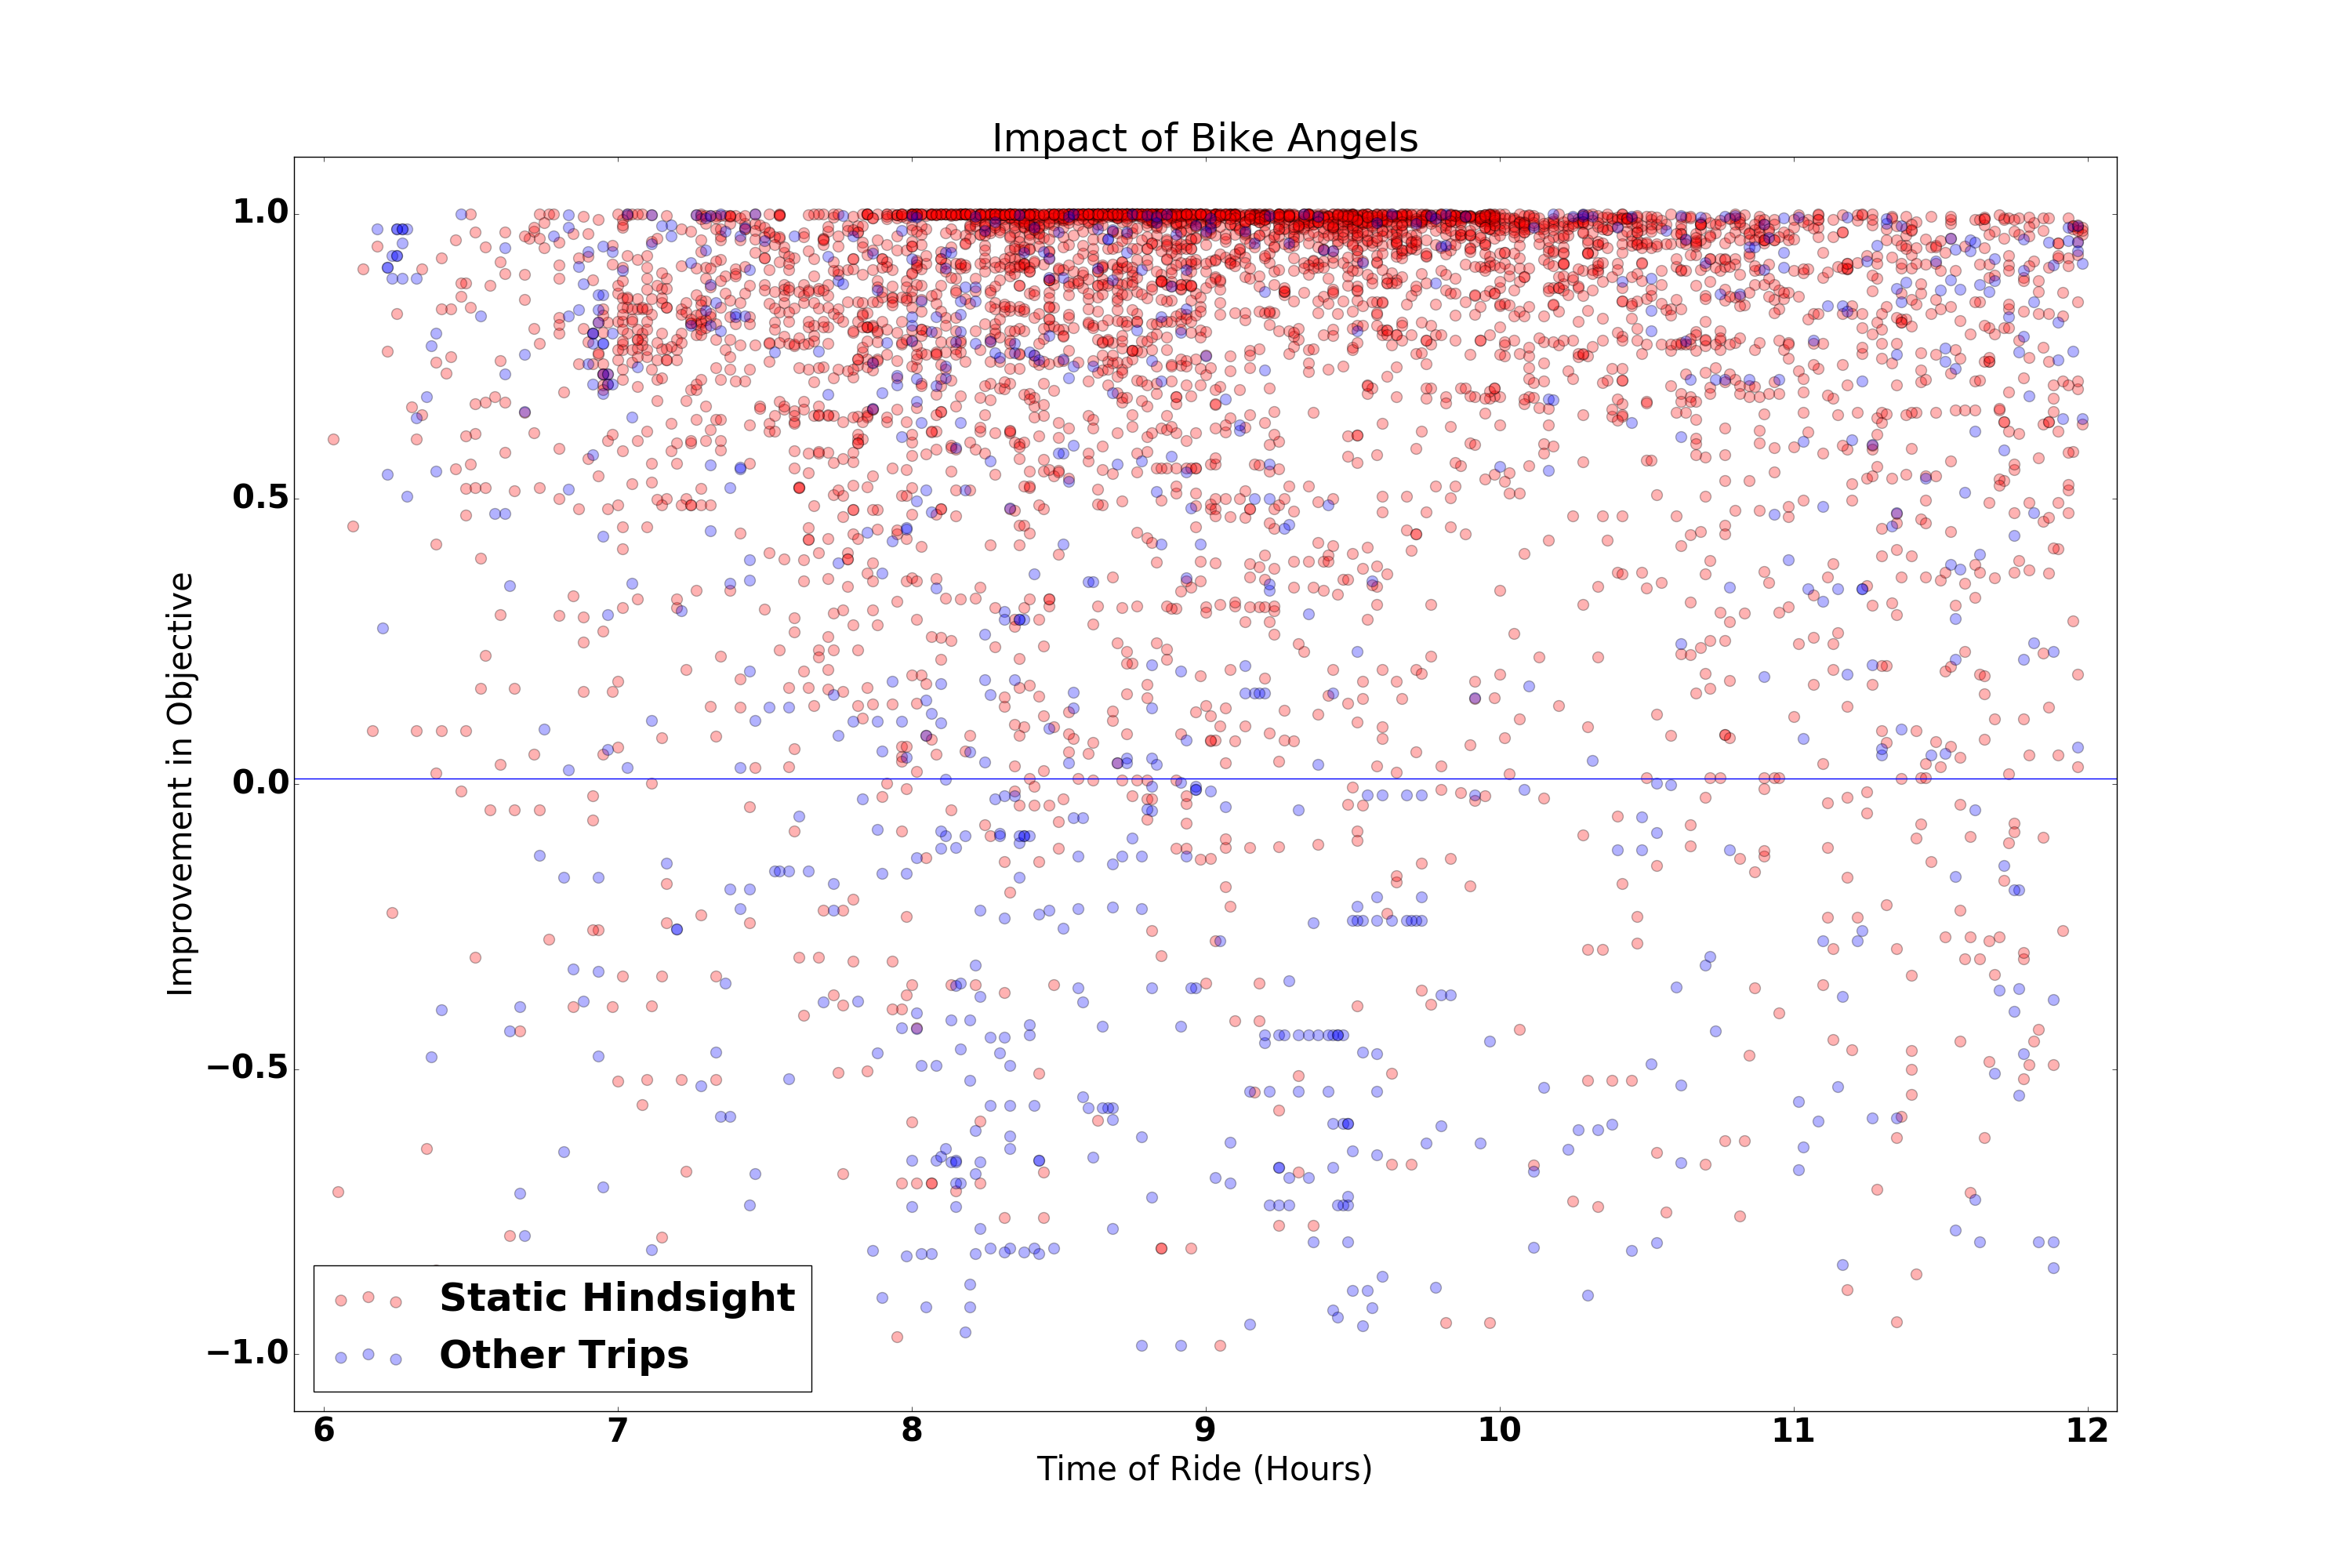 Impact of Bike Angels
Improvement in Objective
1.0
0.5
0.0
−0.5
−1.0
Static Hindsight
Other Trips
6 7 8 9 10 11 12
Time of Ride (Hours)